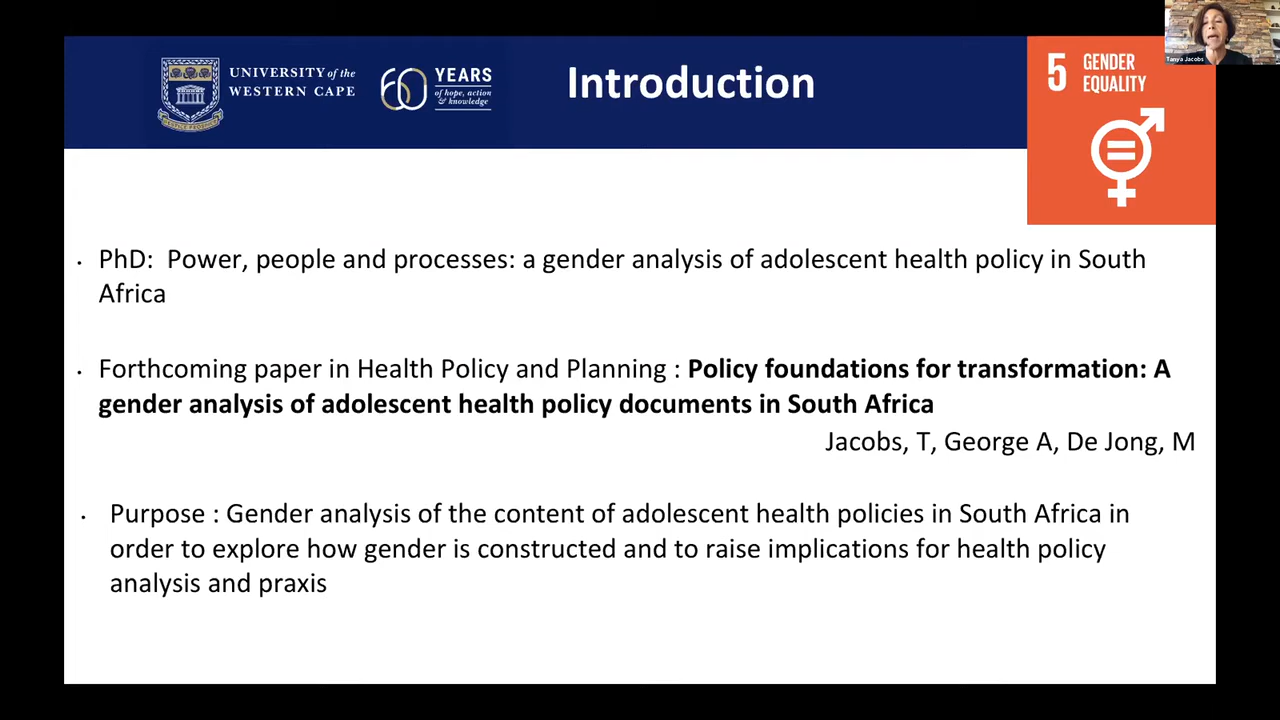 UNIVERSITY of the
WESTERN CAPE
60 YEARS
of hope, action
& knowledge
Introduction
5 GENDER
EQUALITY
Tanya Jacobs
• PhD: Power, people and processes: a gender analysis of adolescent health policy in South
Africa
• Forthcoming paper in Health Policy and Planning : Policy foundations for transformation: A
gender analysis of adolescent health policy documents in South Africa
Jacobs, T, George A, De Jong, M
• Purpose : Gender analysis of the content of adolescent health policies in South Africa in
order to explore how gender is constructed and to raise implications for health policy
analysis and praxis